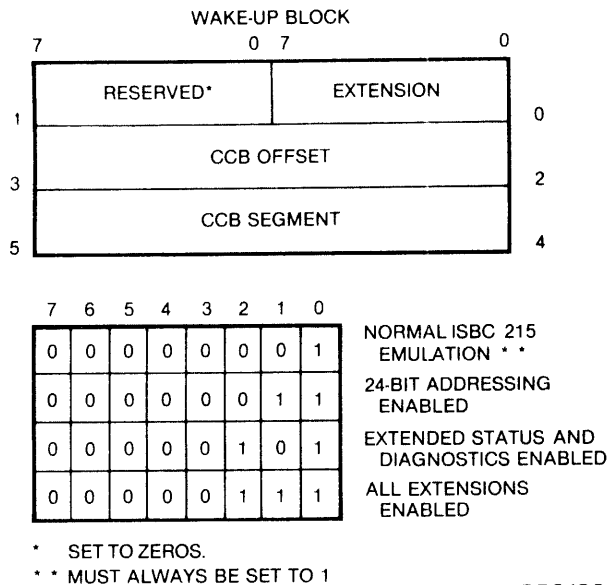 WAKE-UP BLOCK
7 0 7 0
RESERVED* EXTENSION
1 0
CCB OFFSET
3 2
CCB SEGMENT
5 4
7 6 5 4 3 2 1 0
0 0 0 0 0 0 0 1 NORMAL ISBC 215
EMULATION * *
0 0 0 0 0 0 1 1 24-BIT ADDRESSING
ENABLED
0 0 0 0 0 1 0 1 EXTENDED STATUS AND
DIAGNOSTICS ENABLED
0 0 0 0 0 1 1 1 ALL EXTENSIONS
ENABLED
* SET TO ZEROS.
* * MUST ALWAYS BE SET TO 1